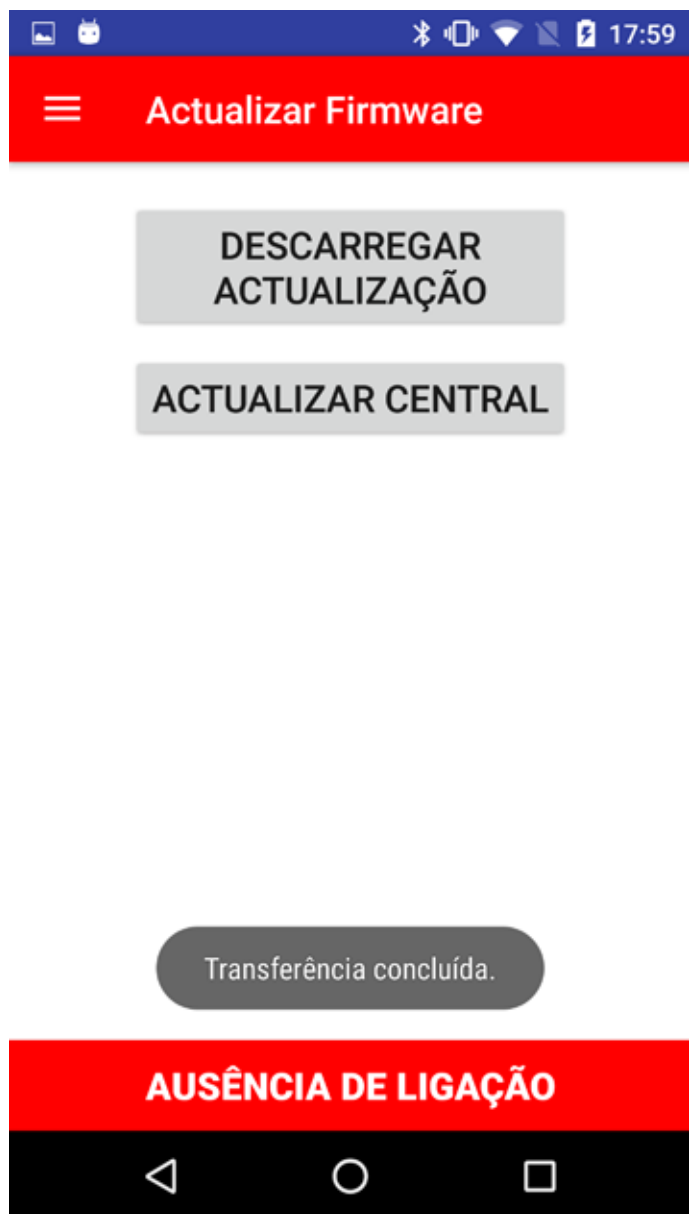 17:59
Actualizar Firmware
DESCARREGAR
ACTUALIZAÇÃO
ACTUALIZAR CENTRAL
Transferência concluída.
AUSÊNCIA DE LIGAÇÃO